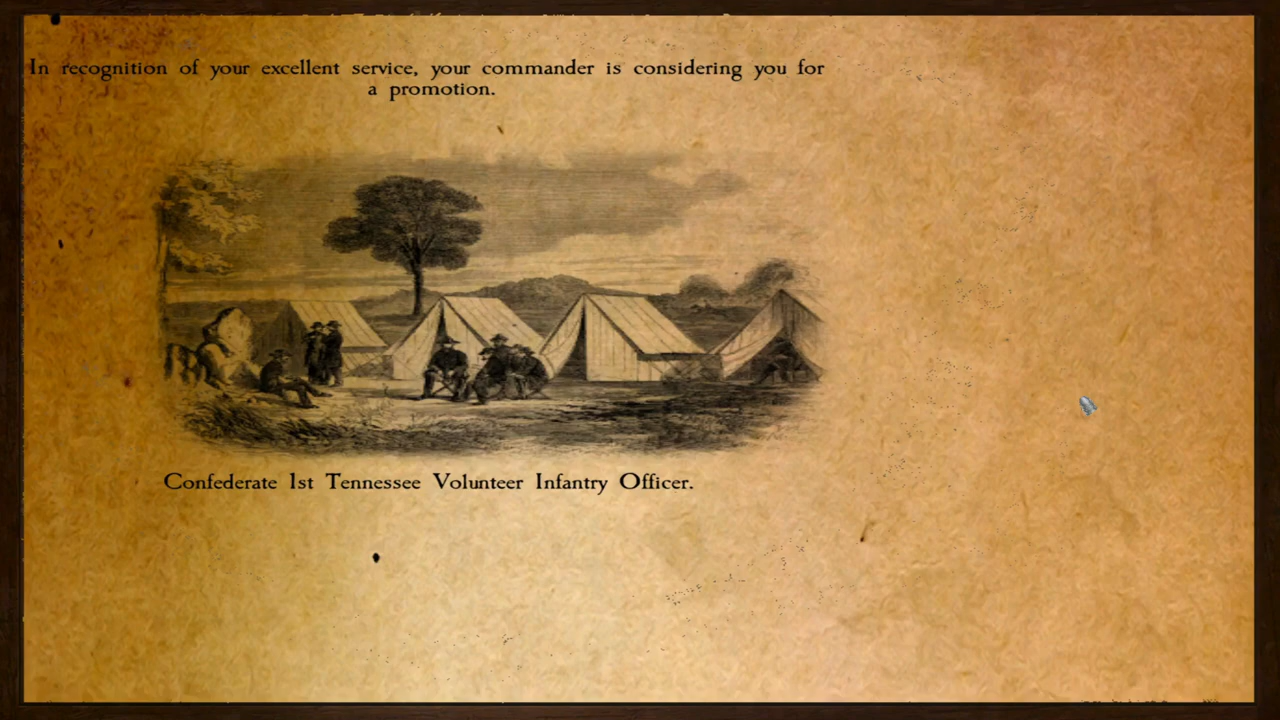 In recognition of your excellent service, your commander is considering you for
a promotion.
Confederate 1st Tennessee Volunteer Infantry Officer.